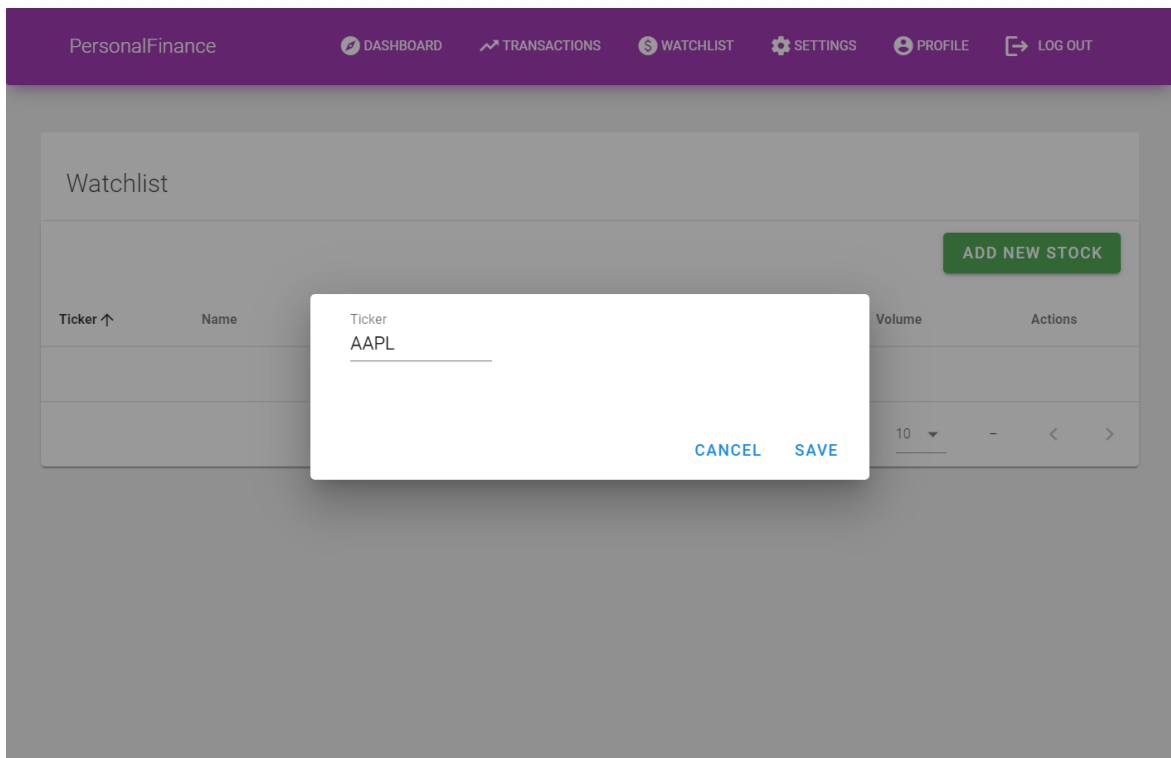 PersonalFinance DASHBOARD TRANSACTIONS WATCHLIST SETTINGS PROFILE LOG OUT
Watchlist
ADD NEW STOCK
Ticker Name Volume Actions
Ticker
AAPL
10 –
CANCEL SAVE